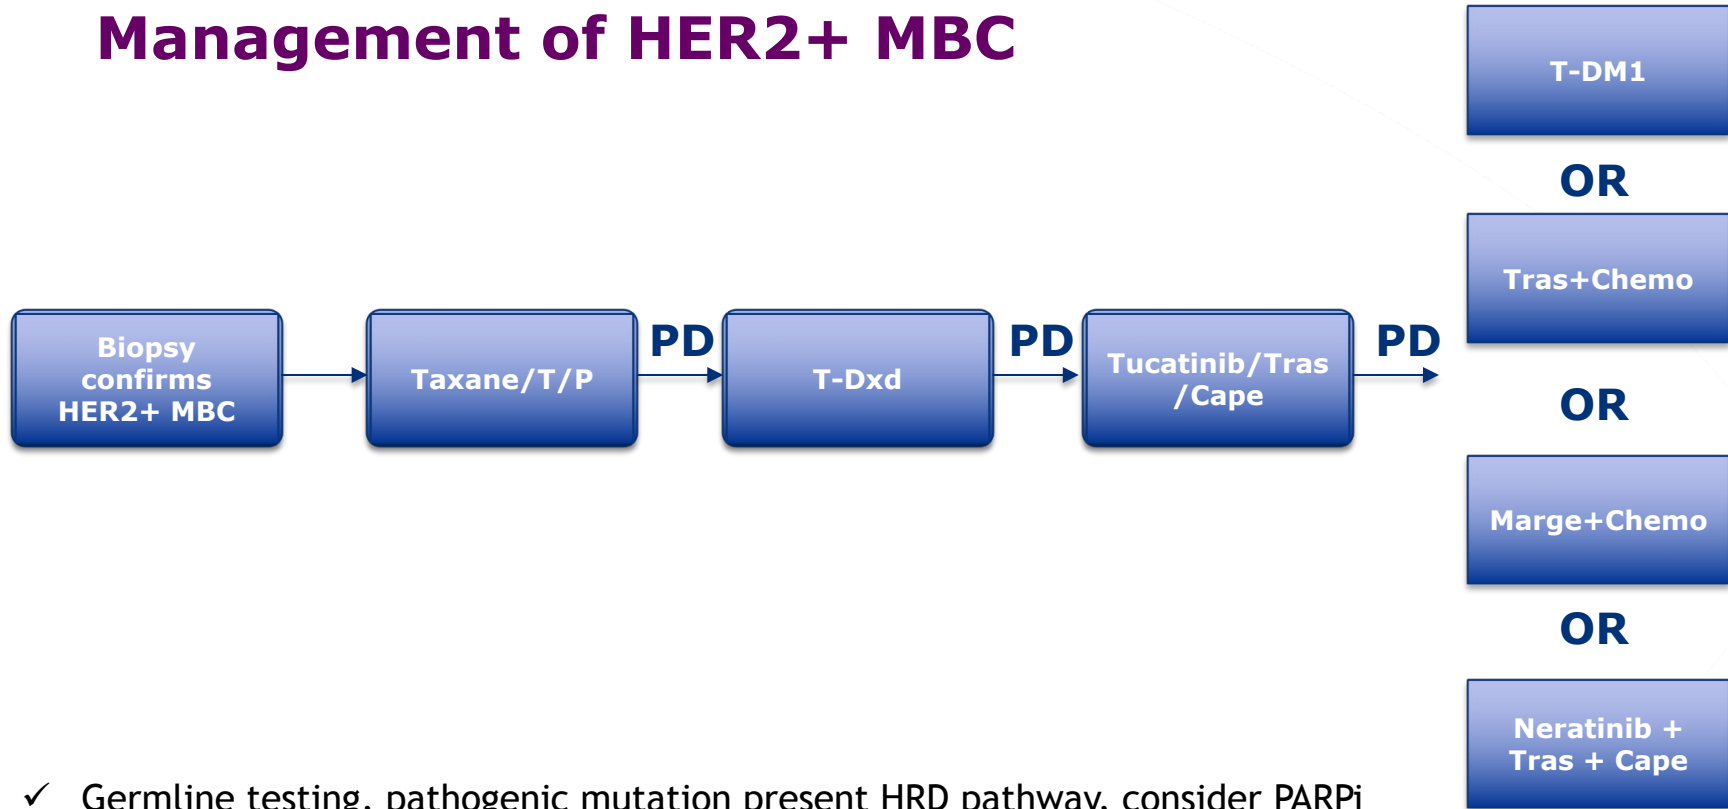 Management of HER2+ MBC
Biopsy
confirms
HER2+ MBC
Taxane/T/P
PD
T-Dxd
PD
Tucatinib/Tras
/Cape
PD
T-DM1
OR
Tras+Chemo
OR
Marge+Chemo
OR
Neratinib +
Tras + Cape
✓ Germline testing, pathogenic mutation present HRD pathway, consider PARPi